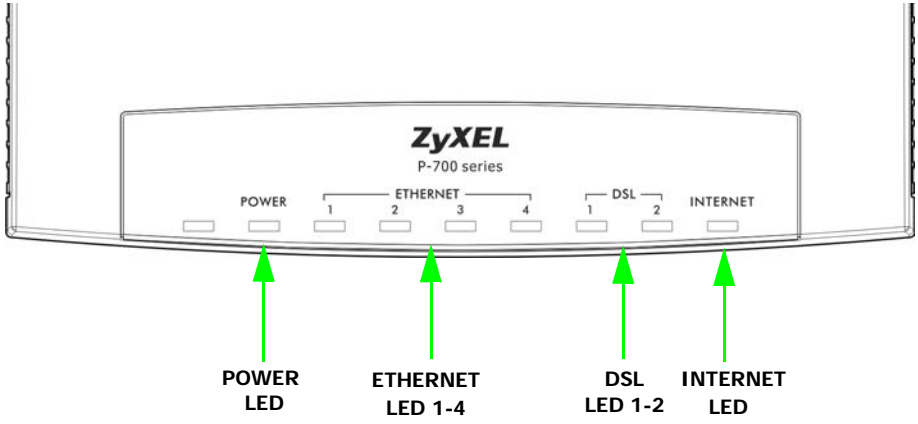 ZyXEL
P-700 series
POWER ETHERNET DSL INTERNET
1 2 3 4 1 2
POWER
LED
ETHERNET
LED 1-4
DSL
LED 1-2
INTERNET
LED